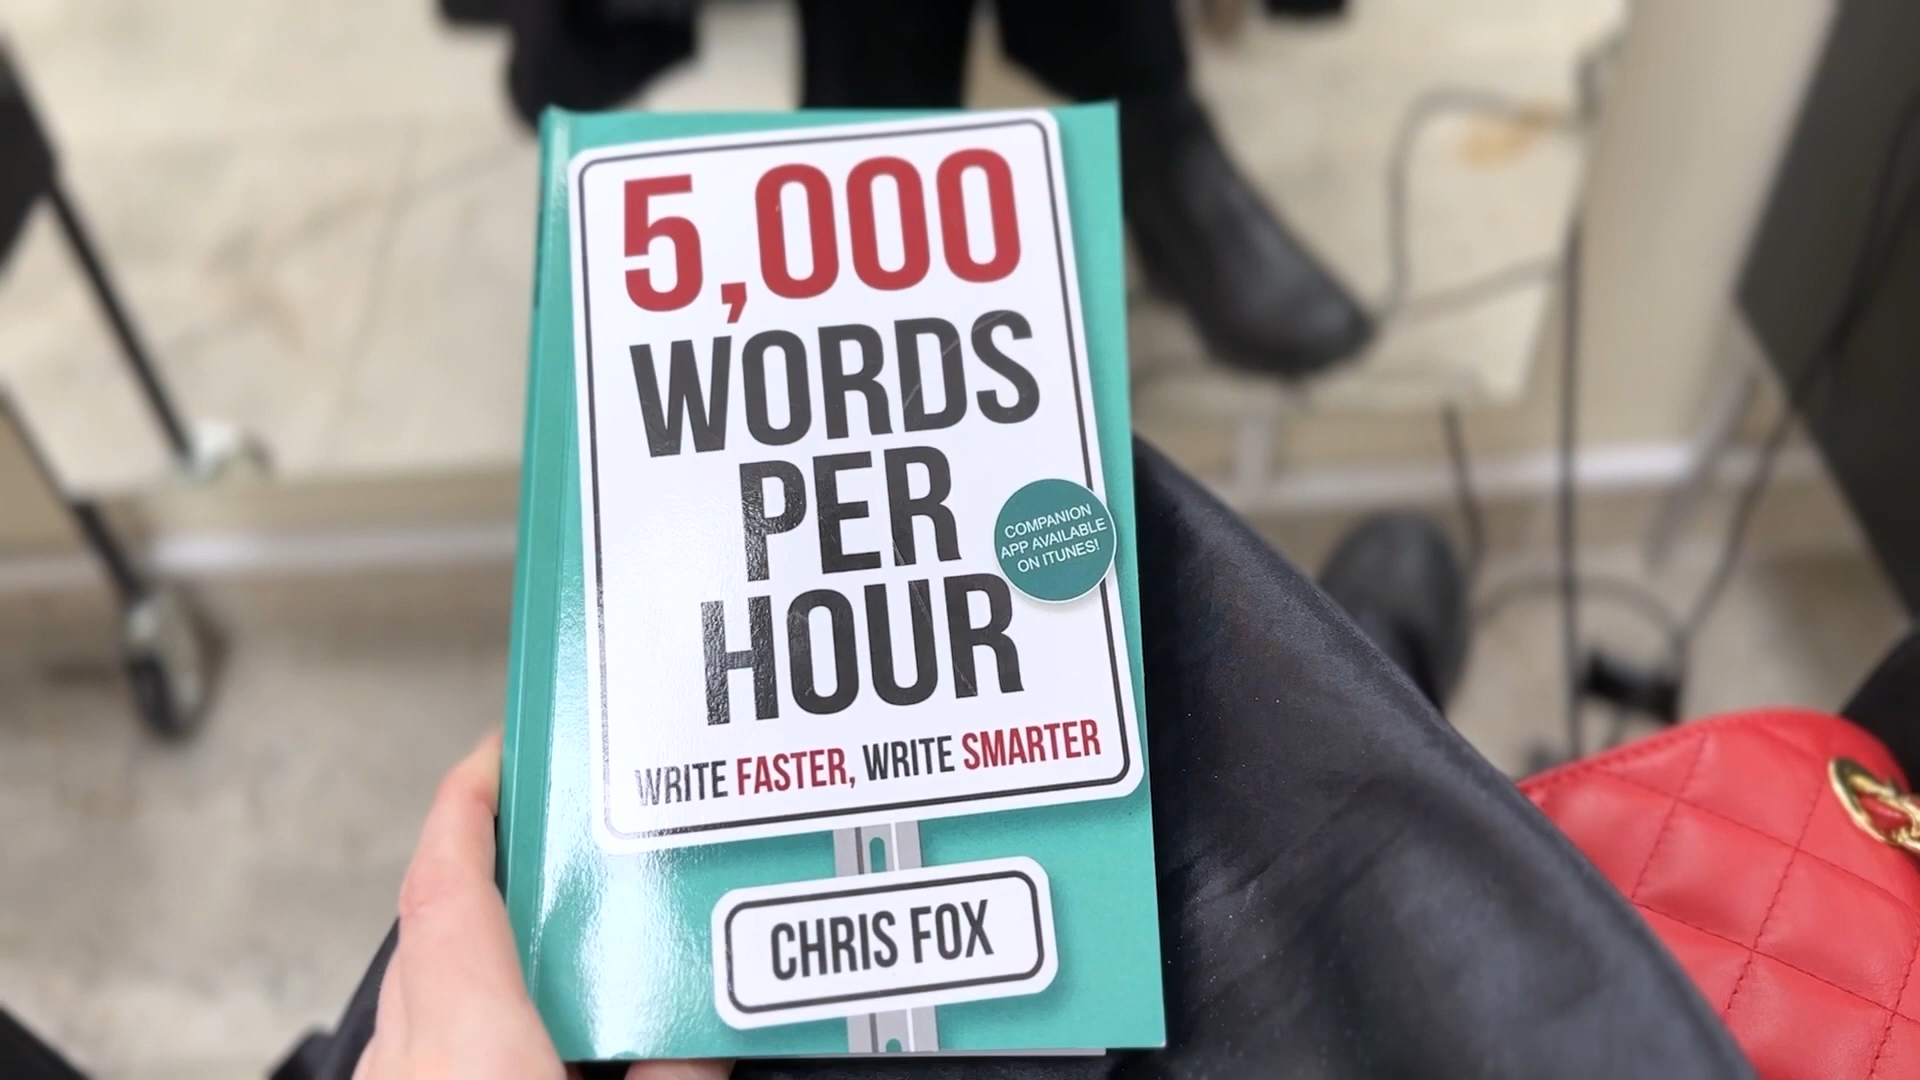 5,000
WORDS
PER
HOUR
COMPANION
APP AVAILABLE
ON ITUNES!
WRITE FASTER, WRITE SMARTER
CHRIS FOX